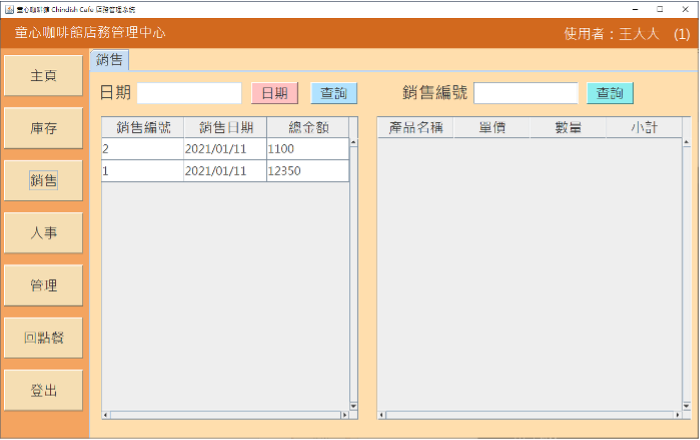 童心咖啡館 Chindish Cafe 店務管理系統
童心咖啡館店務管理中心
使用者：王人人 (1)
主頁
庫存
銷售
人事
管理
回點餐
登出
銷售
日期 日期 查詢
銷售編號 查詢
銷售編號 銷售日期 總金額
2 2021/01/11 1100
1 2021/01/11 12350
產品名稱 單價 數量 小計